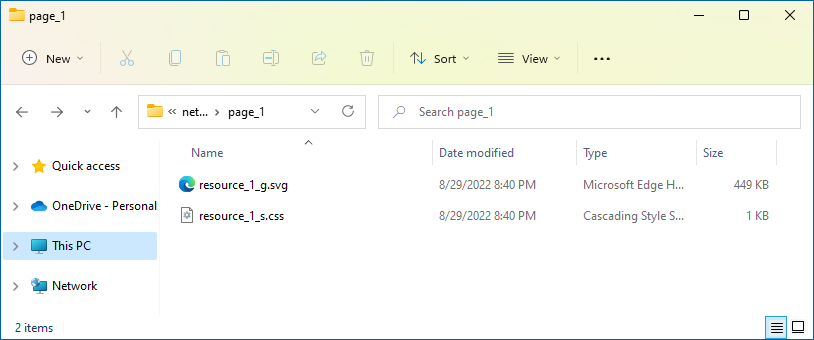 page_1
New Sort View
« net... > page_1 Search page_1
Name Date modified Type Size
Quick access
resource_1_g.svg 8/29/2022 8:40 PM Microsoft Edge H... 449 KB
OneDrive - Personal
resource_1_s.css 8/29/2022 8:40 PM Cascading Style S... 1 KB
This PC
Network
2 items